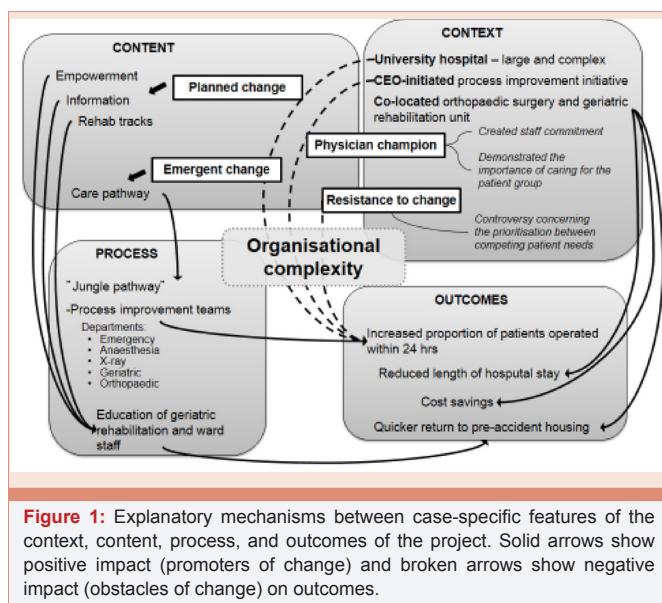 CONTENT
Empowerment
Information
Rehab tracks
Planned change
Emergent change
Care pathway
CONTEXT
University hospital – large and complex
CEO-initiated process improvement initiative
Co-located orthopaedic surgery and geriatric
rehabilitation unit
Physician champion
Created staff commitment
Demonstrated the
importance of caring for the
patient group
Resistance to change
Controversy concerning
the prioritisation between
competing patient needs
Organisational
complexity
PROCESS
"Jungle pathway"
-Process improvement teams
Departments:
• Emergency
• Anaesthesia
• X-ray
• Geriatric
• Orthopaedic
Education of geriatric
rehabilitation and ward
staff
OUTCOMES
Increased proportion of patients operated
within 24 hrs
Reduced length of hosputal stay
Cost savings
Quicker return to pre-accident housing
Figure 1: Explanatory mechanisms between case-specific features of the
context, content, process, and outcomes of the project. Solid arrows show
positive impact (promoters of change) and broken arrows show negative
impact (obstacles of change) on outcomes.